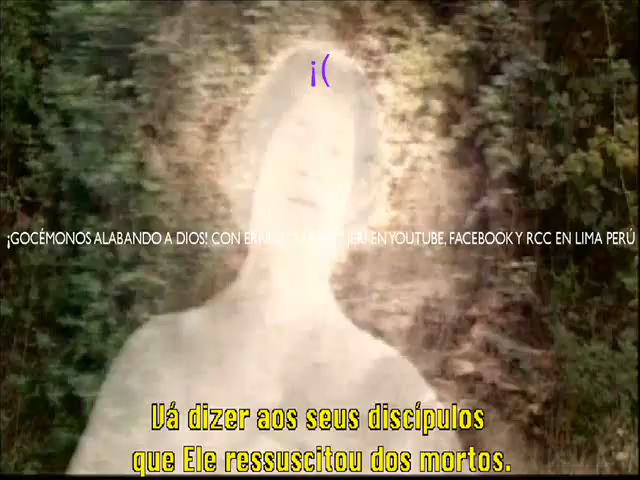 ¡(
¡GOCÉMONOS ALABANDO A DIOS! CON EN YOUTUBE, FACEBOOK Y RCC EN LIMA PERÚ
Vá dizer aos seus discípulos
que Ele ressuscitou dos mortos.